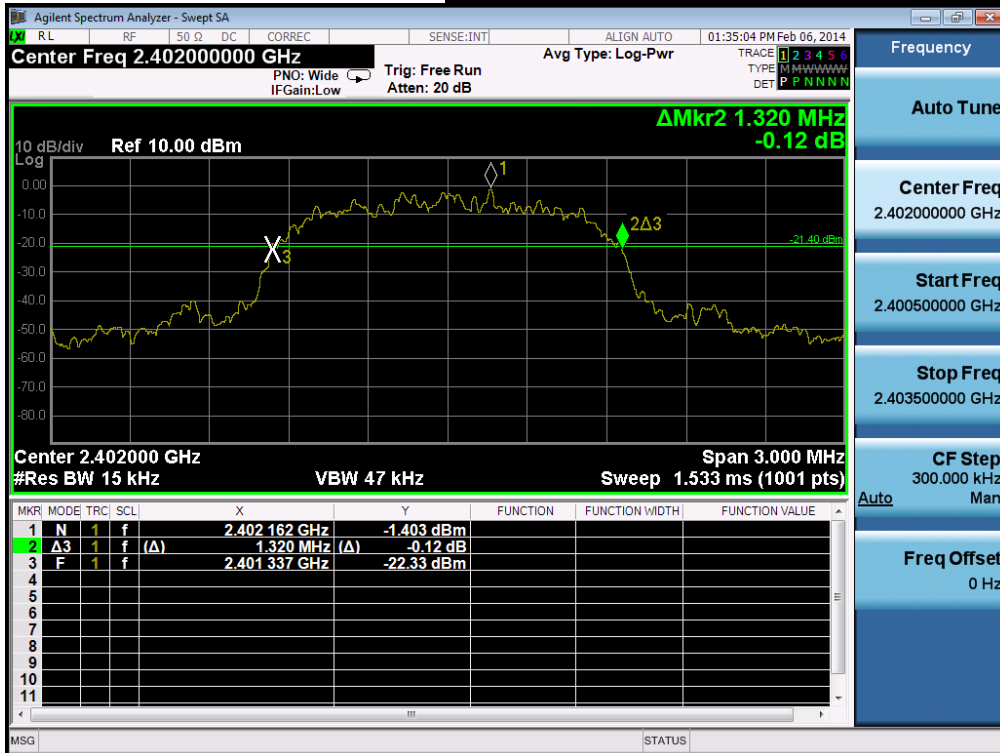 Agilent Spectrum Analyzer - Swept SA
LXI RL RF 50 Ω DC CORREC SENSE:INT ALIGN AUTO 01:35:04 PM Feb 06, 2014
Center Freq 2.402000000 GHz
PNO: Wide
IFGain:Low
Trig: Free Run
Atten: 20 dB
Avg Type: Log-Pwr
TRACE 1 2 3 4 5 6
TYPE M M W W W W W
DET P P N N N N
ΔMkr2 1.320 MHz
-0.12 dB
10 dB/div Ref 10.00 dBm
Log
0.00
-10.0
-20.0
-30.0
-40.0
-50.0
-60.0
-70.0
-80.0
1
2Δ3
3
-21.40 dBm
Center 2.402000 GHz Span 3.000 MHz
#Res BW 15 kHz VBW 47 kHz Sweep 1.533 ms (1001 pts)
MKR MODE TRC SCL X Y FUNCTION FUNCTION WIDTH FUNCTION VALUE
1 N 1 f 2.402 162 GHz -1.403 dBm
2 Δ3 1 f (Δ) 1.320 MHz (Δ) -0.12 dB
3 F 1 f 2.401 337 GHz -22.33 dBm
4
5
6
7
8
9
10
11
MSG STATUS
Frequency
Auto Tune
Center Freq
2.402000000 GHz
Start Freq
2.400500000 GHz
Stop Freq
2.403500000 GHz
CF Step
300.000 kHz
Auto Man
Freq Offset
0 Hz